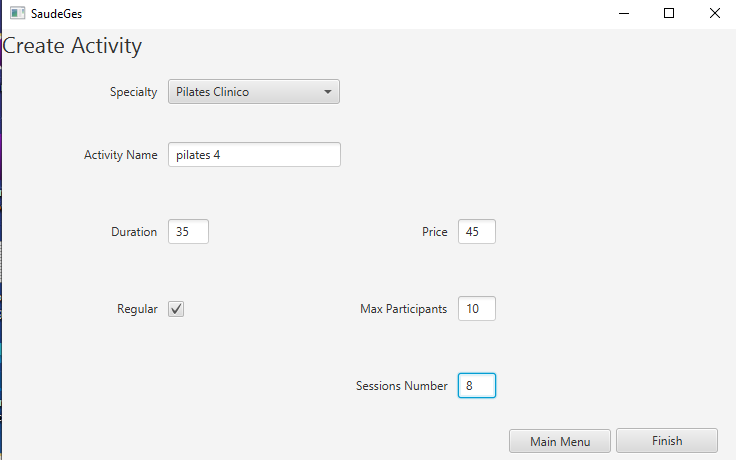 SaudeGes
Create Activity
Specialty Pilates Clinico
Activity Name pilates 4
Duration 35 Price 45
Regular Max Participants 10
Sessions Number 8
Main Menu Finish